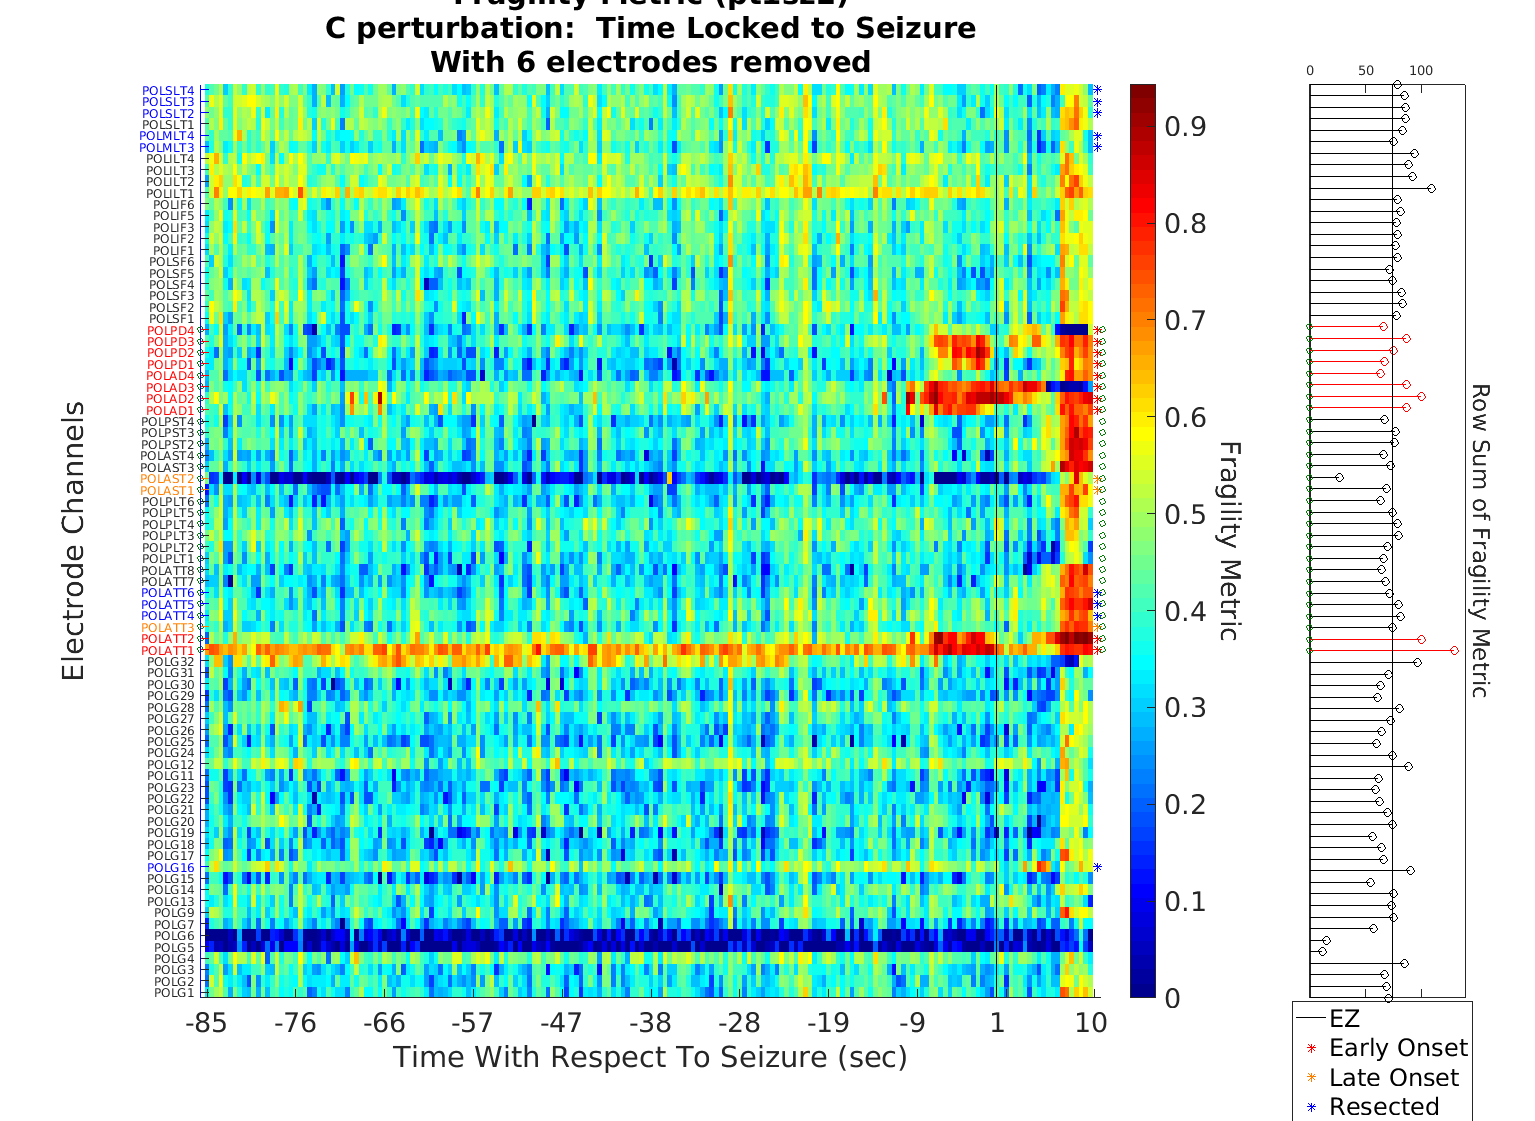 Fragility Metric (pt1sz2)
C perturbation: Time Locked to Seizure
With 6 electrodes removed
Electrode Channels
POLSLT4
POLSLT3
POLSLT2
POLSLT1
POLMLT4
POLMLT3
POLILT4
POLILT3
POLILT2
POLILT1
POLIF6
POLIF5
POLIF3
POLIF2
POLIF1
POLSF6
POLSF5
POLSF4
POLSF3
POLSF2
POLSF1
POLPD4
POLPD3
POLPD2
POLPD1
POLAD4
POLAD3
POLAD2
POLAD1
POLPST4
POLPST3
POLPST2
POLAST4
POLAST3
POLAST2
POLAST1
POLPLT6
POLPLT5
POLPLT4
POLPLT3
POLPLT2
POLPLT1
POLATT8
POLATT7
POLATT6
POLATT5
POLATT4
POLATT3
POLATT2
POLATT1
POLG32
POLG31
POLG30
POLG29
POLG28
POLG27
POLG26
POLG25
POLG24
POLG12
POLG11
POLG23
POLG22
POLG21
POLG20
POLG19
POLG18
POLG17
POLG16
POLG15
POLG14
POLG13
POLG9
POLG7
POLG6
POLG5
POLG4
POLG3
POLG2
POLG1
-85 -76 -66 -57 -47 -38 -28 -19 -9 1 10
Time With Respect To Seizure (sec)
0.9
0.8
0.7
0.6
0.5
0.4
0.3
0.2
0.1
0
Fragility Metric
0 50 100
Row Sum of Fragility Metric
EZ
Early Onset
Late Onset
Resected